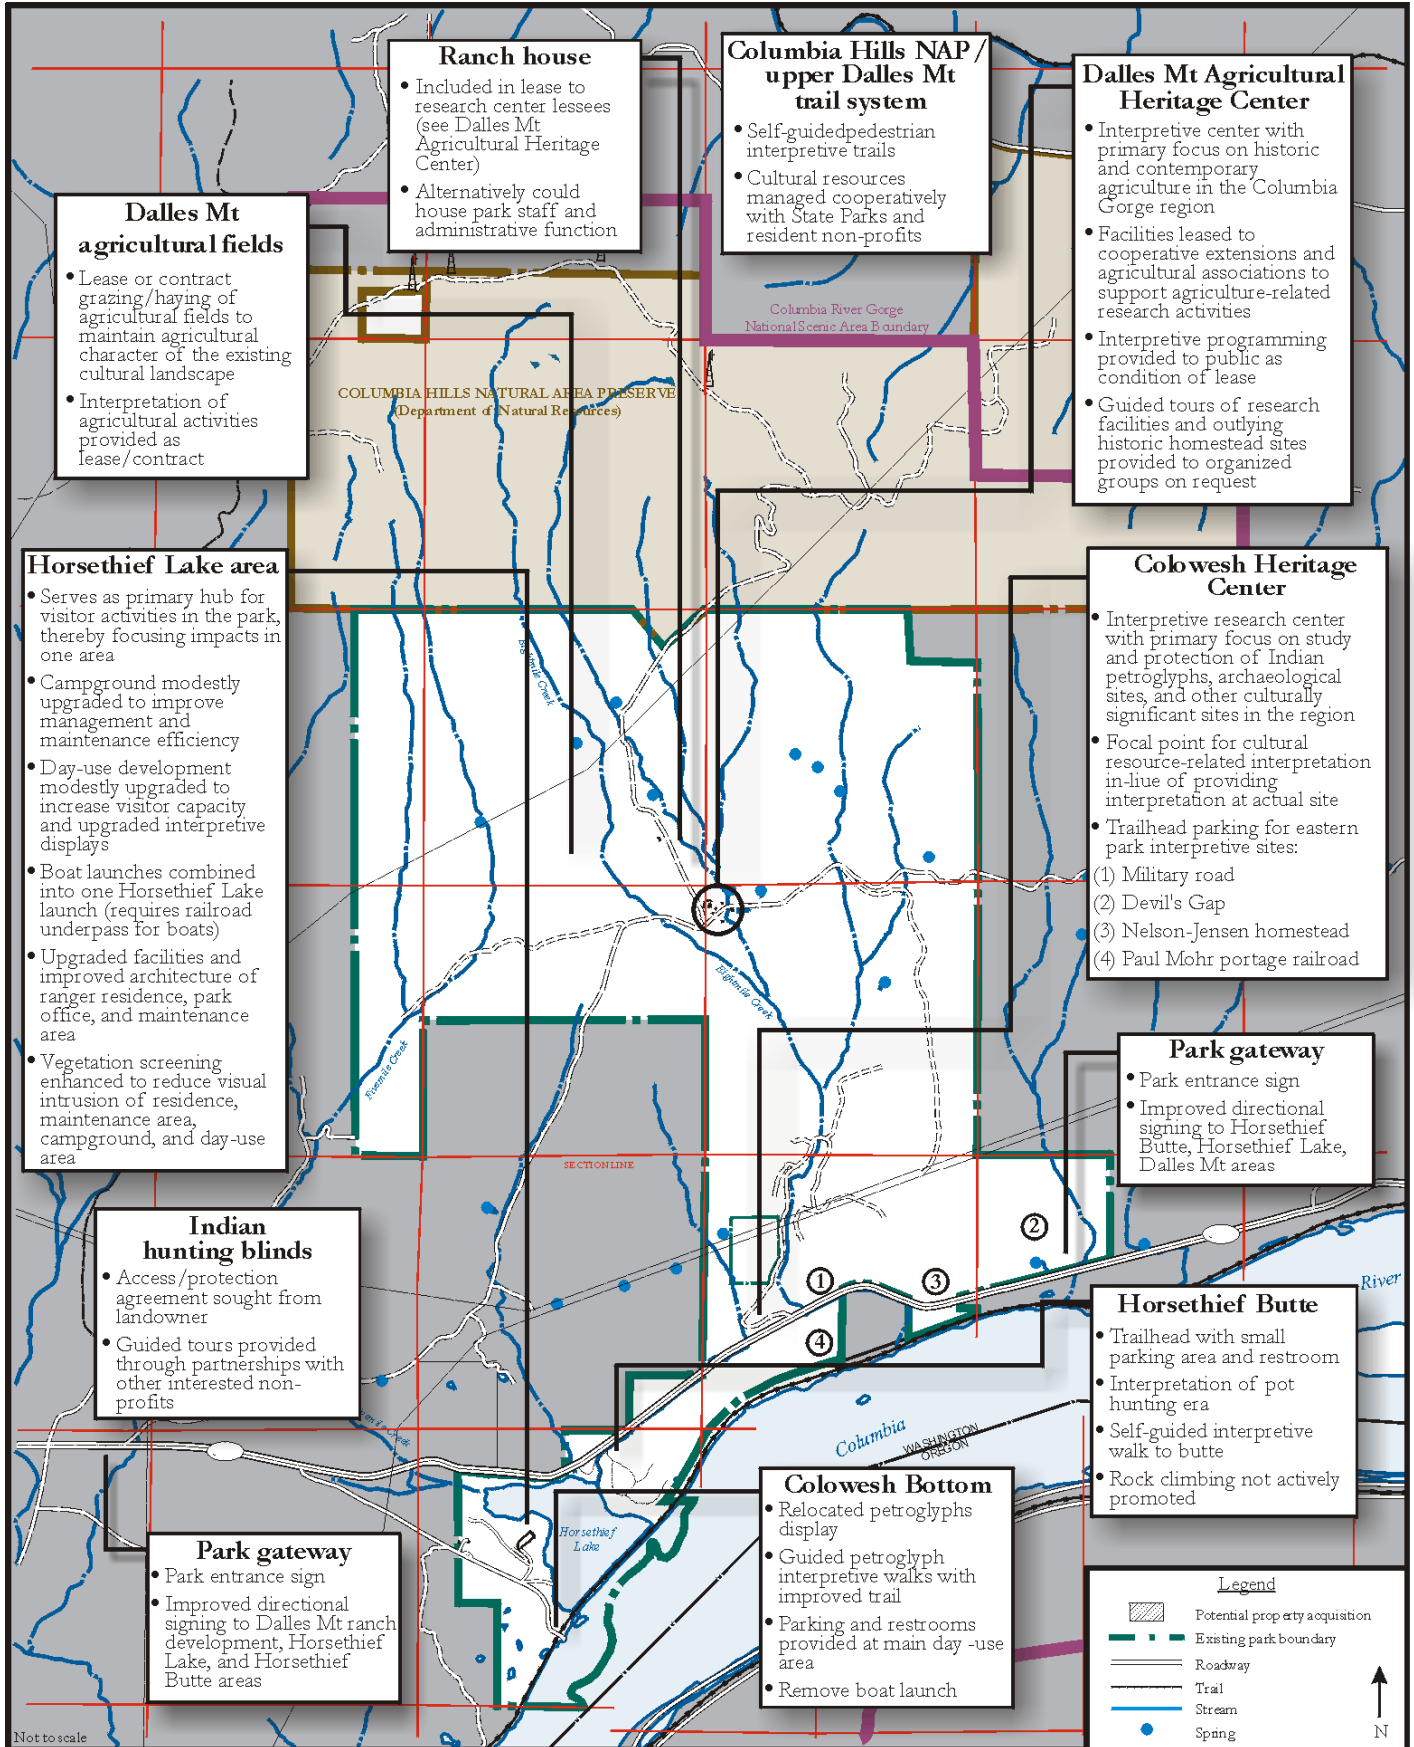 Ranch house
• Included in lease to
research center lessees
(see Dalles Mt
Agricultural Heritage
Center)
• Alternatively could
house park staff and
administrative function
Columbia Hills NAP /
upper Dalles Mt
trail system
• Self-guidedpedestrian
interpretive trails
• Cultural resources
managed cooperatively
with State Parks and
resident non-profits
Dalles Mt Agricultural
Heritage Center
• Interpretive center with
primary focus on historic
and contemporary
agriculture in the Columbia
Gorge region
• Facilities leased to
cooperative extensions and
agricultural associations to
support agriculture-related
research activities
• Interpretive programming
provided to public as
condition of lease
• Guided tours of research
facilities and outlying
historic homestead sites
provided to organized
groups on request
Dalles Mt
agricultural fields
• Lease or contract
grazing/haying of
agricultural fields to
maintain agricultural
character of the existing
cultural landscape
• Interpretation of
agricultural activities
provided as
lease/contract
Columbia River Gorge
National Scenic Area Boundary
COLUMBIA HILLS NATURAL AREA PRESERVE
(Department of Natural Resources)
Horsethief Lake area
• Serves as primary hub for
visitor activities in the park,
thereby focusing impacts in
one area
• Campground modestly
upgraded to improve
management and
maintenance efficiency
• Day-use development
modestly upgraded to
increase visitor capacity
and upgraded interpretive
displays
• Boat launches combined
into one Horsethief Lake
launch (requires railroad
underpass for boats)
• Upgraded facilities and
improved architecture of
ranger residence, park
office, and maintenance
area
• Vegetation screening
enhanced to reduce visual
intrusion of residence,
maintenance area,
campground, and day-use
area
Colowesh Heritage
Center
• Interpretive research center
with primary focus on study
and protection of Indian
petroglyphs, archaeological
sites, and other culturally
significant sites in the region
• Focal point for cultural
resource-related interpretation
in-liue of providing
interpretation at actual site
• Trailhead parking for eastern
park interpretive sites:
(1) Military road
(2) Devil's Gap
(3) Nelson-Jensen homestead
(4) Paul Mohr portage railroad
Eightmile Creek
Eightmile Creek
Fivemile Creek
SECTION LINE
Park gateway
• Park entrance sign
• Improved directional
signing to Horsethief
Butte, Horsethief Lake,
Dalles Mt areas
Indian
hunting blinds
• Access/protection
agreement sought from
landowner
• Guided tours provided
through partnerships with
other interested non-
profits
1
2
3
4
River
Horsethief Butte
• Trailhead with small
parking area and restroom
• Interpretation of pot
hunting era
• Self-guided interpretive
walk to butte
• Rock climbing not actively
promoted
Creek
Columbia
WASHINGTON
OREGON
Horsethief
Lake
Colowesh Bottom
• Relocated petroglyphs
display
• Guided petroglyph
interpretive walks with
improved trail
• Parking and restrooms
provided at main day -use
area
• Remove boat launch
Park gateway
• Park entrance sign
• Improved directional
signing to Dalles Mt ranch
development, Horsethief
Lake, and Horsethief
Butte areas
Legend
Potential property acquisition
Existing park boundary
Roadway
Trail
Stream
Spring
N
Not to scale